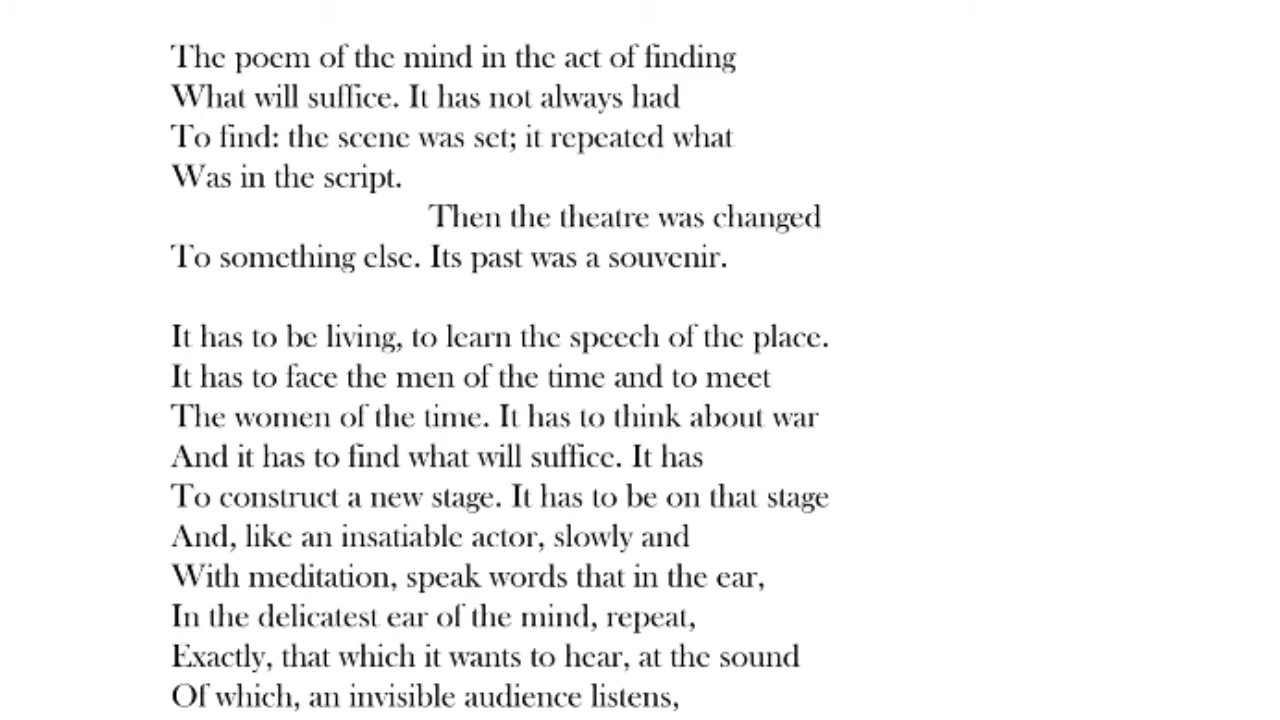 The poem of the mind in the act of finding
What will suffice. It has not always had
To find: the scene was set; it repeated what
Was in the script.
Then the theatre was changed
To something else. Its past was a souvenir.
It has to be living, to learn the speech of the place.
It has to face the men of the time and to meet
The women of the time. It has to think about war
And it has to find what will suffice. It has
To construct a new stage. It has to be on that stage
And, like an insatiable actor, slowly and
With meditation, speak words that in the ear,
In the delicatest ear of the mind, repeat,
Exactly, that which it wants to hear, at the sound
Of which, an invisible audience listens,